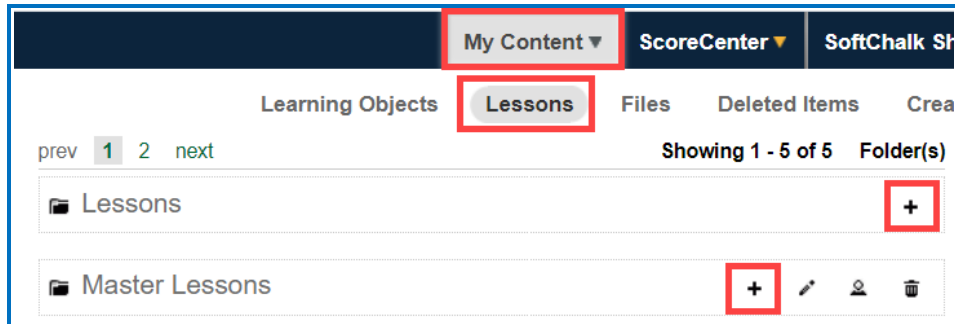 My Content ▼ ScoreCenter ▼ SoftChalk Sh
Learning Objects Lessons Files Deleted Items Crea
prev 1 2 next Showing 1 - 5 of 5 Folder(s)
Lessons +
Master Lessons +